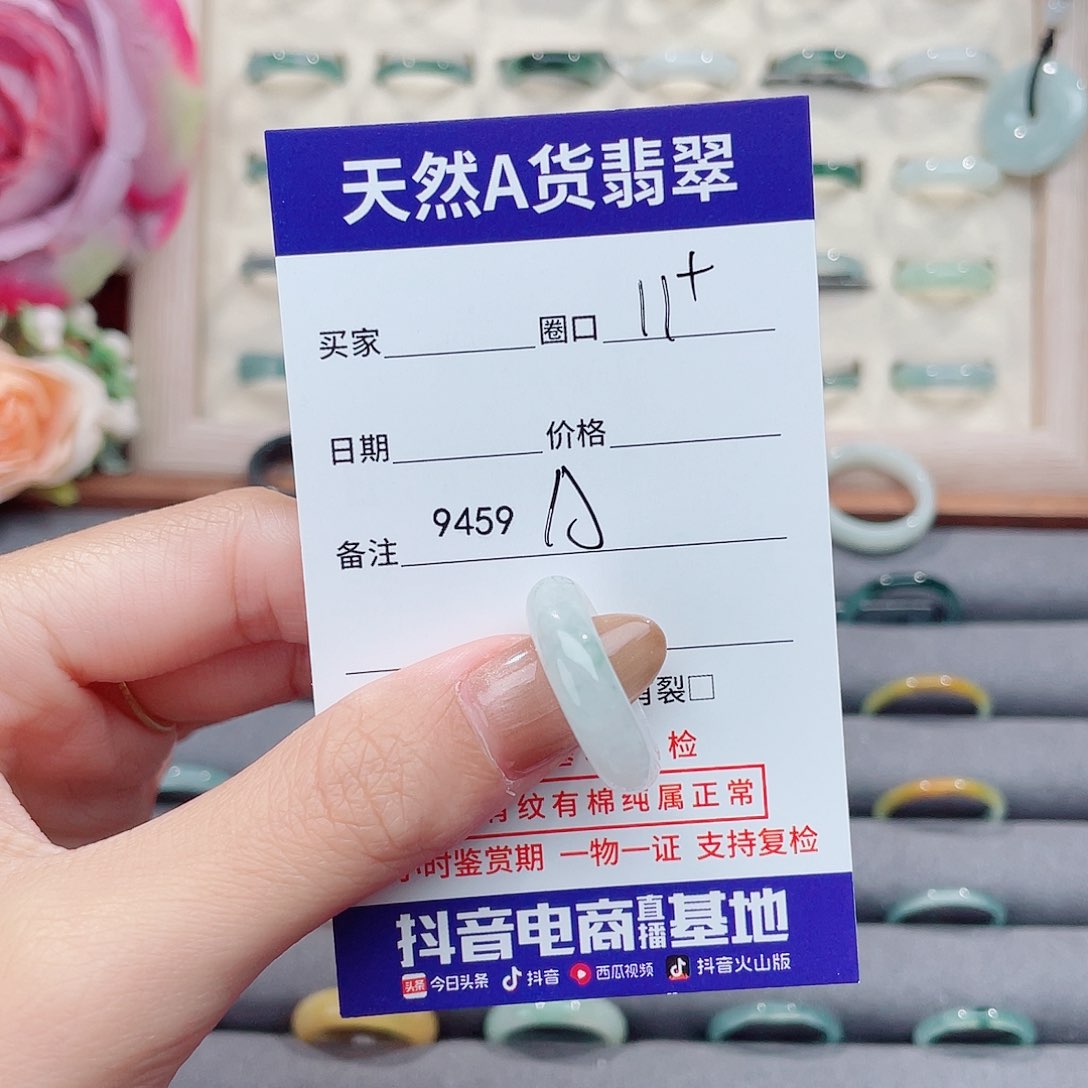 天然A货翡翠
买家 圈口 11+
日期 价格
备注 9459 A
裂□
检
有纹有棉纯属正常
小时鉴赏期 一物一证 支持复检
抖音电商直播基地
头条 今日头条 抖音 西瓜视频 抖音火山版